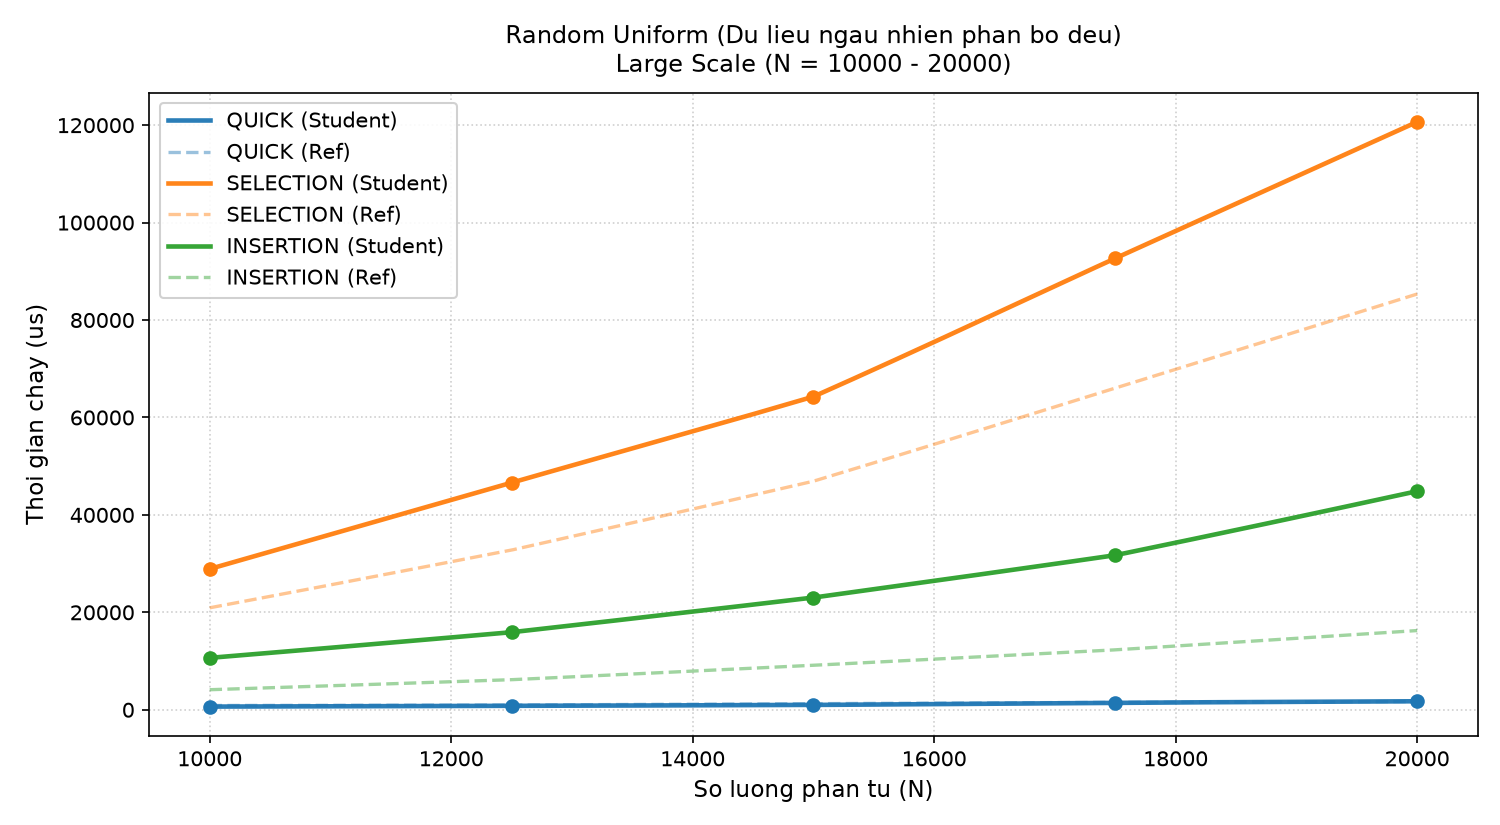 Random Uniform (Du lieu ngau nhien phan bo deu)
Large Scale (N = 10000 - 20000)
QUICK (Student)
QUICK (Ref)
SELECTION (Student)
SELECTION (Ref)
INSERTION (Student)
INSERTION (Ref)
Thoi gian chay (us)
120000
100000
80000
60000
40000
20000
0
10000 12000 14000 16000 18000 20000
So luong phan tu (N)